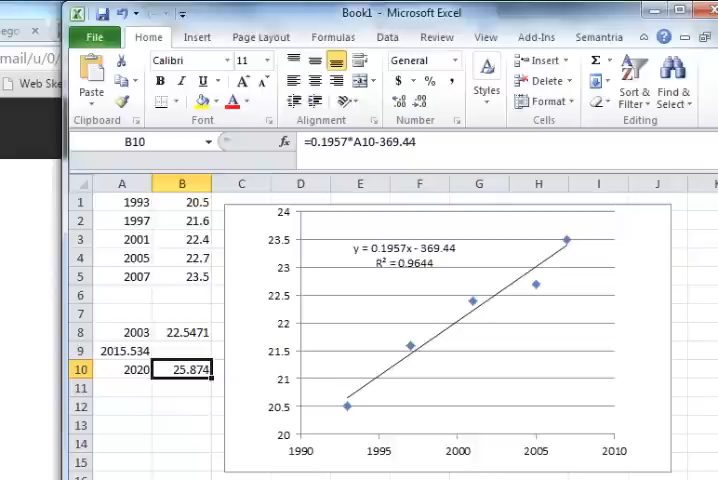 Book1 - Microsoft Excel
ego
mail/u/0/
Web Ske
File Home Insert Page Layout Formulas Data Review View Add-Ins Semantria
Calibri 11 General Insert Σ
Paste B I U A A $ % , Styles Delete Sort & Filter Find & Select
Format
Clipboard Font Alignment Number Cells Editing
B10 fx =0.1957*A10-369.44
A B C D E F G H I J K
1 1993 20.5
2 1997 21.6
3 2001 22.4
4 2005 22.7
5 2007 23.5
6
7
8 2003 22.5471
9 2015.534
10 2020 25.874
11
12
13
14
15
24
23.5
23
22.5
22
21.5
21
20.5
20
y = 0.1957x - 369.44
R² = 0.9644
1990 1995 2000 2005 2010